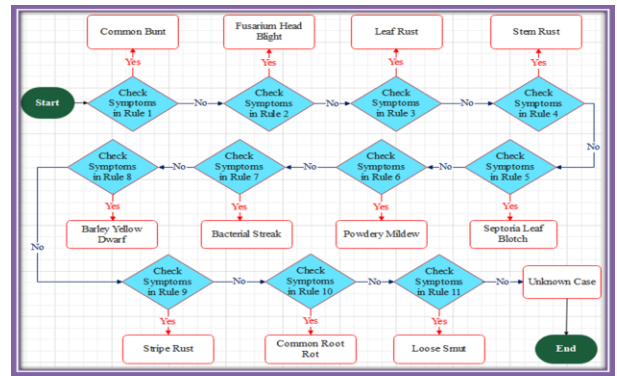 Common Bunt
Fusarium Head
Blight
Leaf Rust
Stem Rust
Yes
Yes
Yes
Yes
Start
Check
Symptoms
in Rule 1
No
Check
Symptoms
in Rule 2
No
Check
Symptoms
in Rule 3
No
Check
Symptoms
in Rule 4
No
Check
Symptoms
in Rule 5
No
Check
Symptoms
in Rule 6
No
Check
Symptoms
in Rule 7
No
Check
Symptoms
in Rule 8
Yes
Yes
Yes
Yes
Septoria Leaf
Blotch
Powdery Mildew
Bacterial Streak
Barley Yellow
Dwarf
No
Check
Symptoms
in Rule 9
No
Check
Symptoms
in Rule 10
No
Check
Symptoms
in Rule 11
No
Unknown Case
Yes
Yes
Yes
Stripe Rust
Common Root
Rot
Loose Smut
End